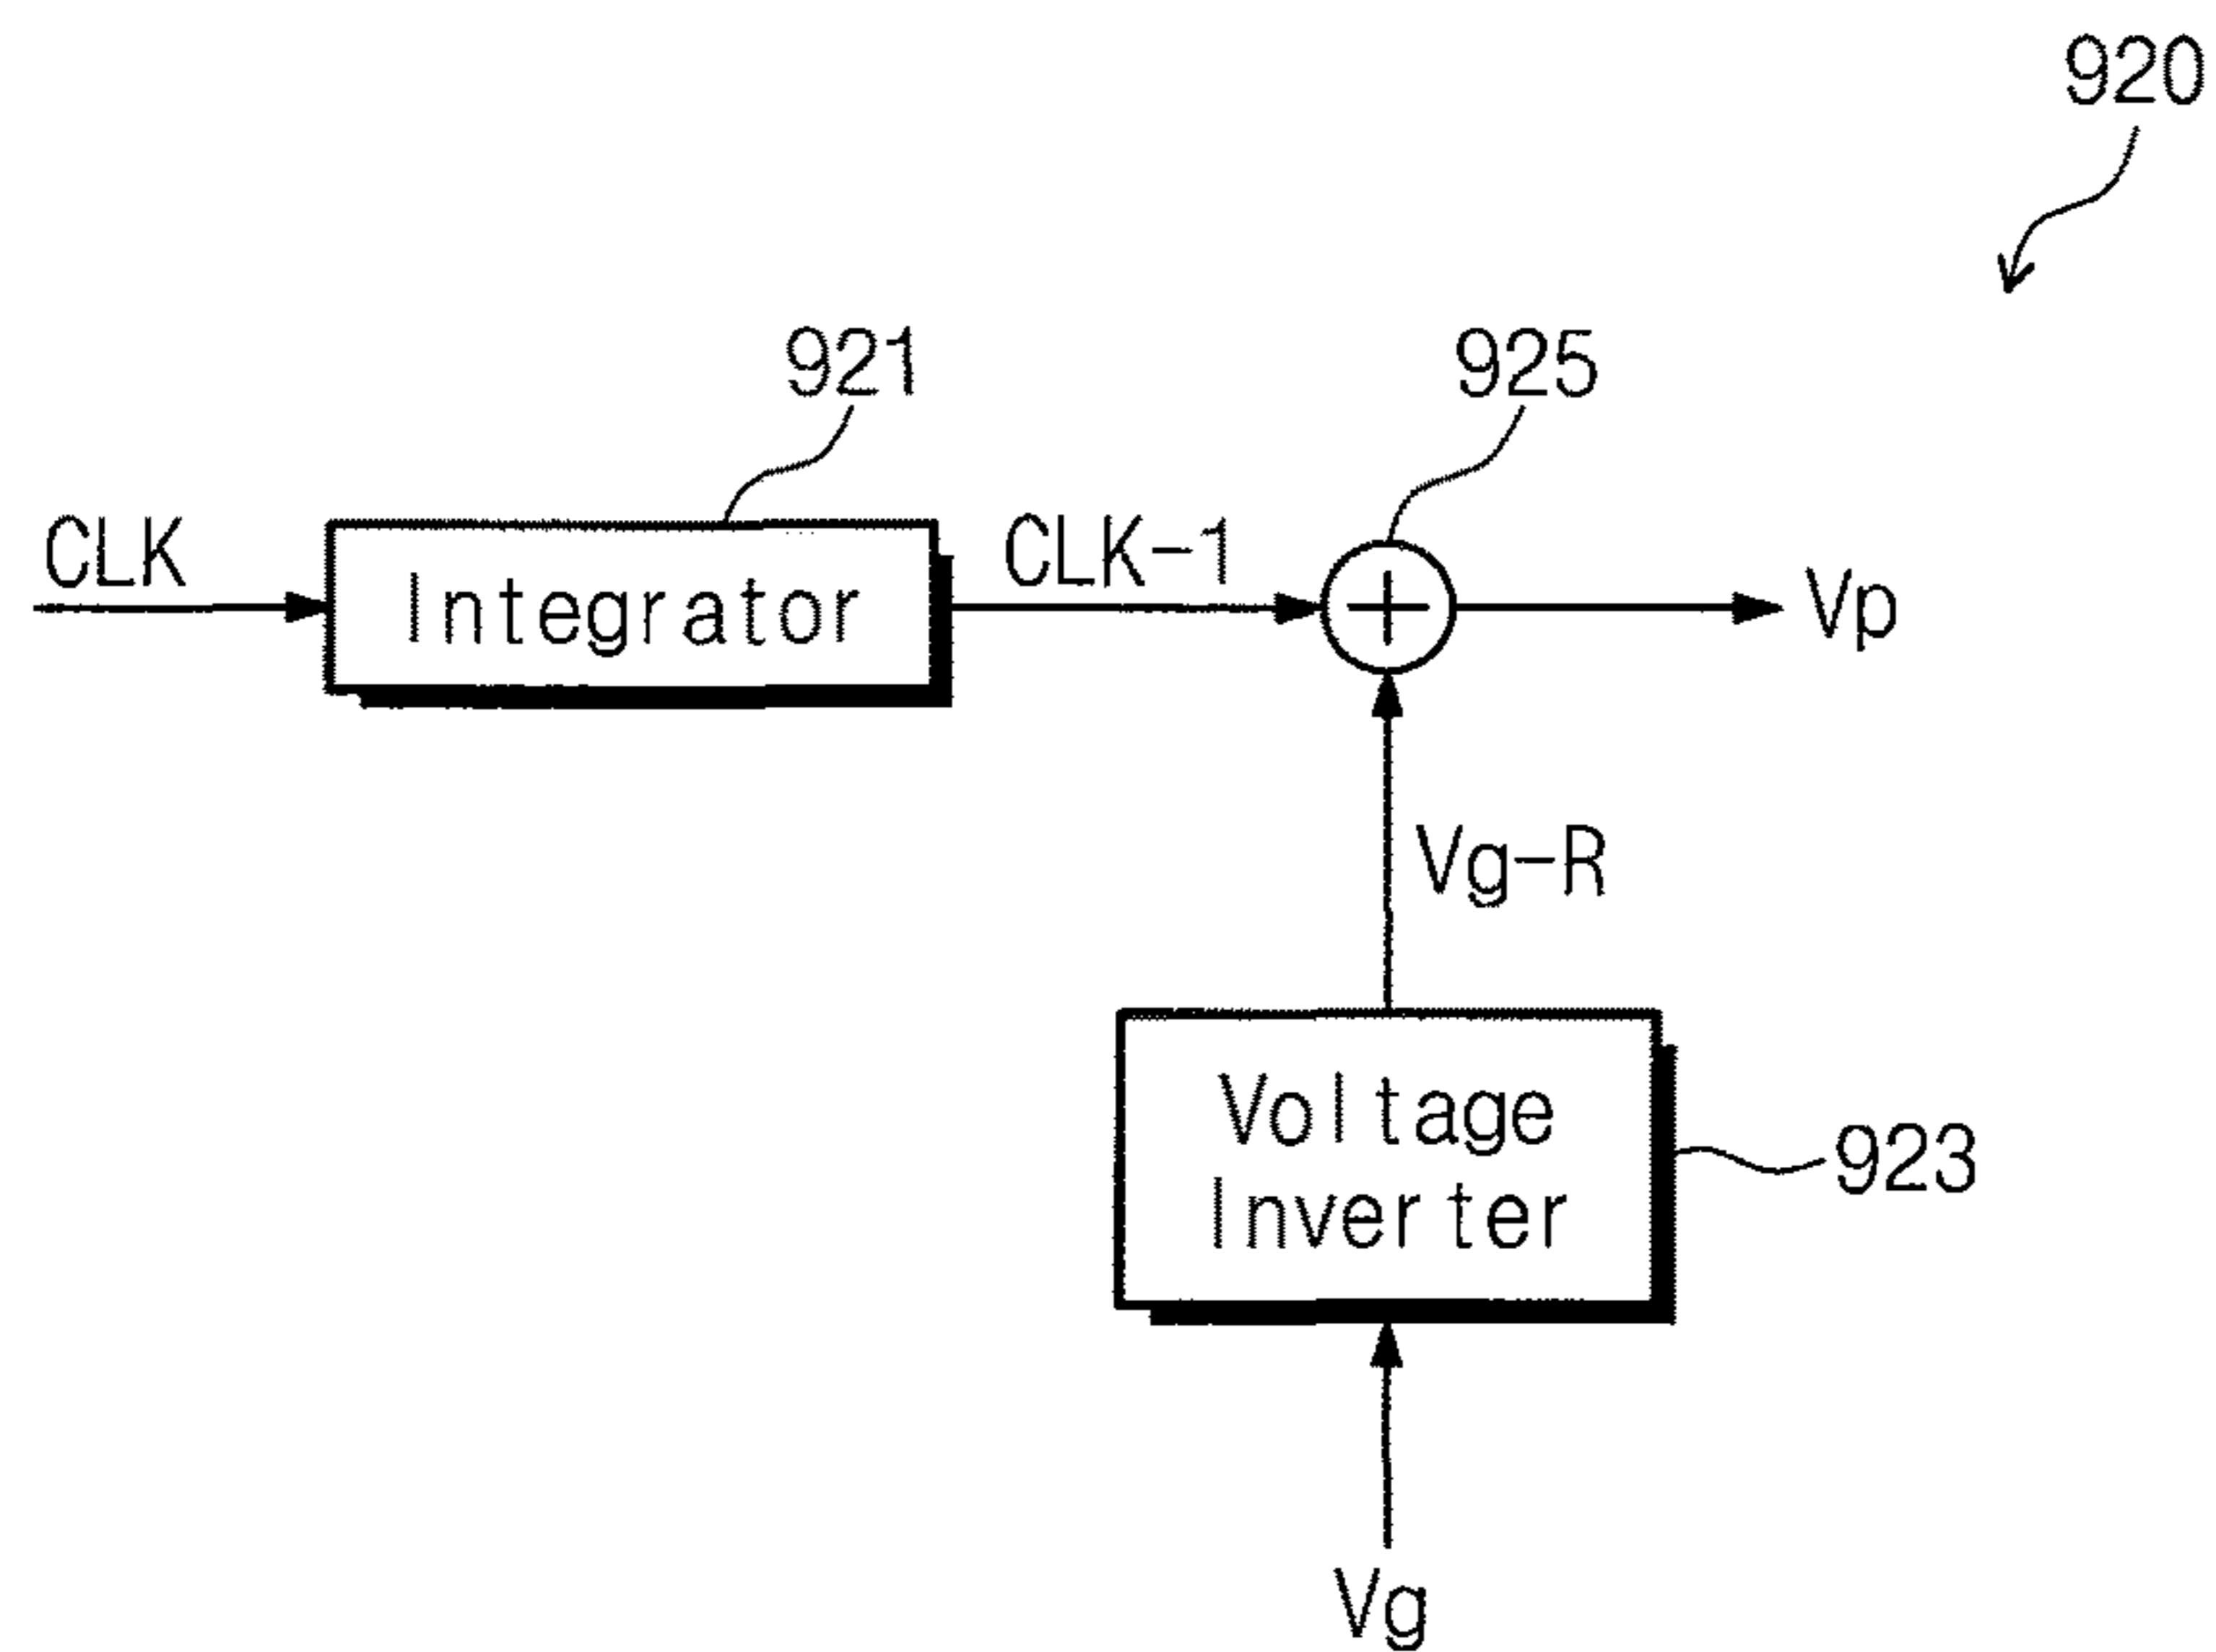 920
921
925
CLK
Integrator
CLK-1
Vp
Vg-R
Voltage
Inverter
923
Vg